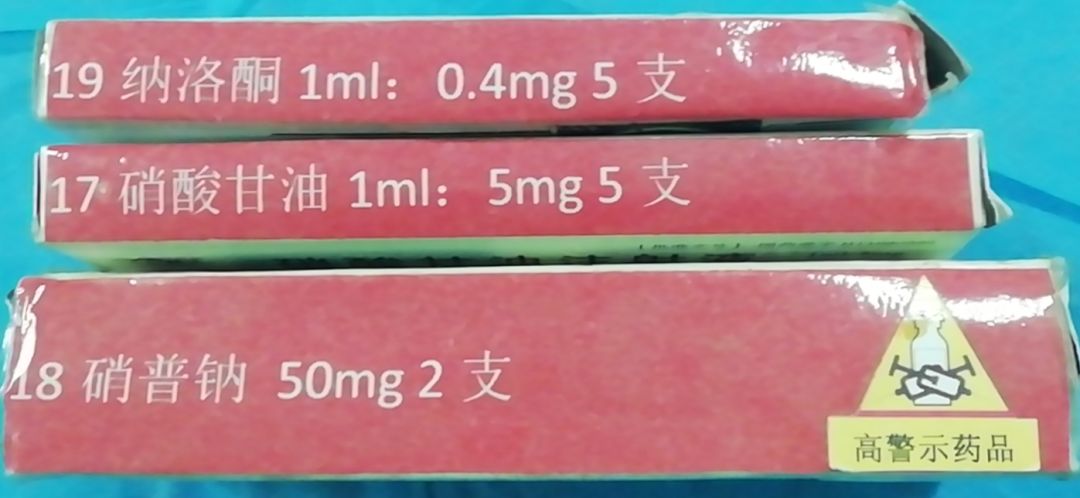 19 纳洛酮 1ml： 0.4mg 5 支
17 硝酸甘油 1ml： 5mg 5 支
18 硝普钠 50mg 2 支
高警示药品